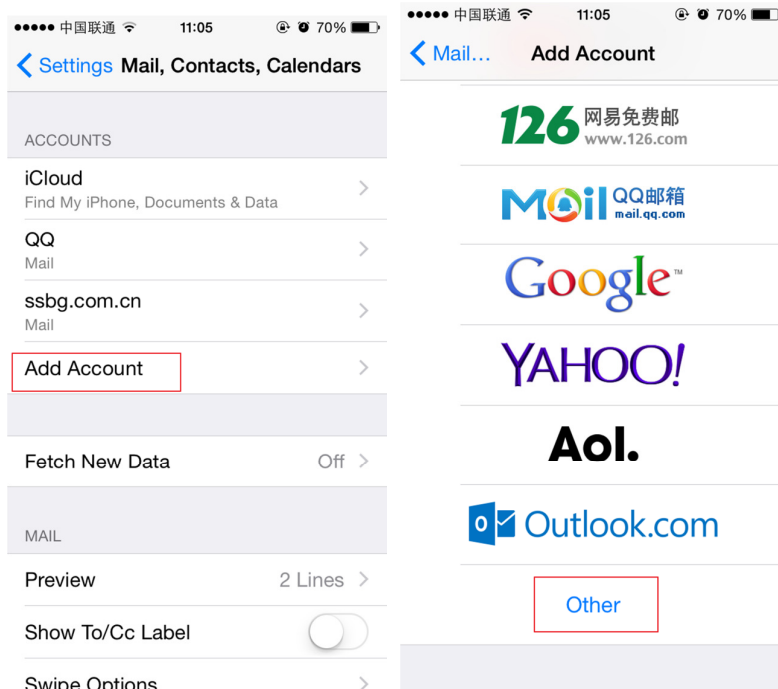 中国联通 11:05 70%
Settings Mail, Contacts, Calendars
ACCOUNTS
iCloud
Find My iPhone, Documents & Data
QQ
Mail
ssbg.com.cn
Mail
Add Account
Fetch New Data Off
MAIL
Preview 2 Lines
Show To/Cc Label
Swipe Options
中国联通 11:05 70%
Mail... Add Account
126 网易免费邮
www.126.com
Mail QQ邮箱
mail.qq.com
Google™
YAHOO!
Aol.
Outlook.com
Other